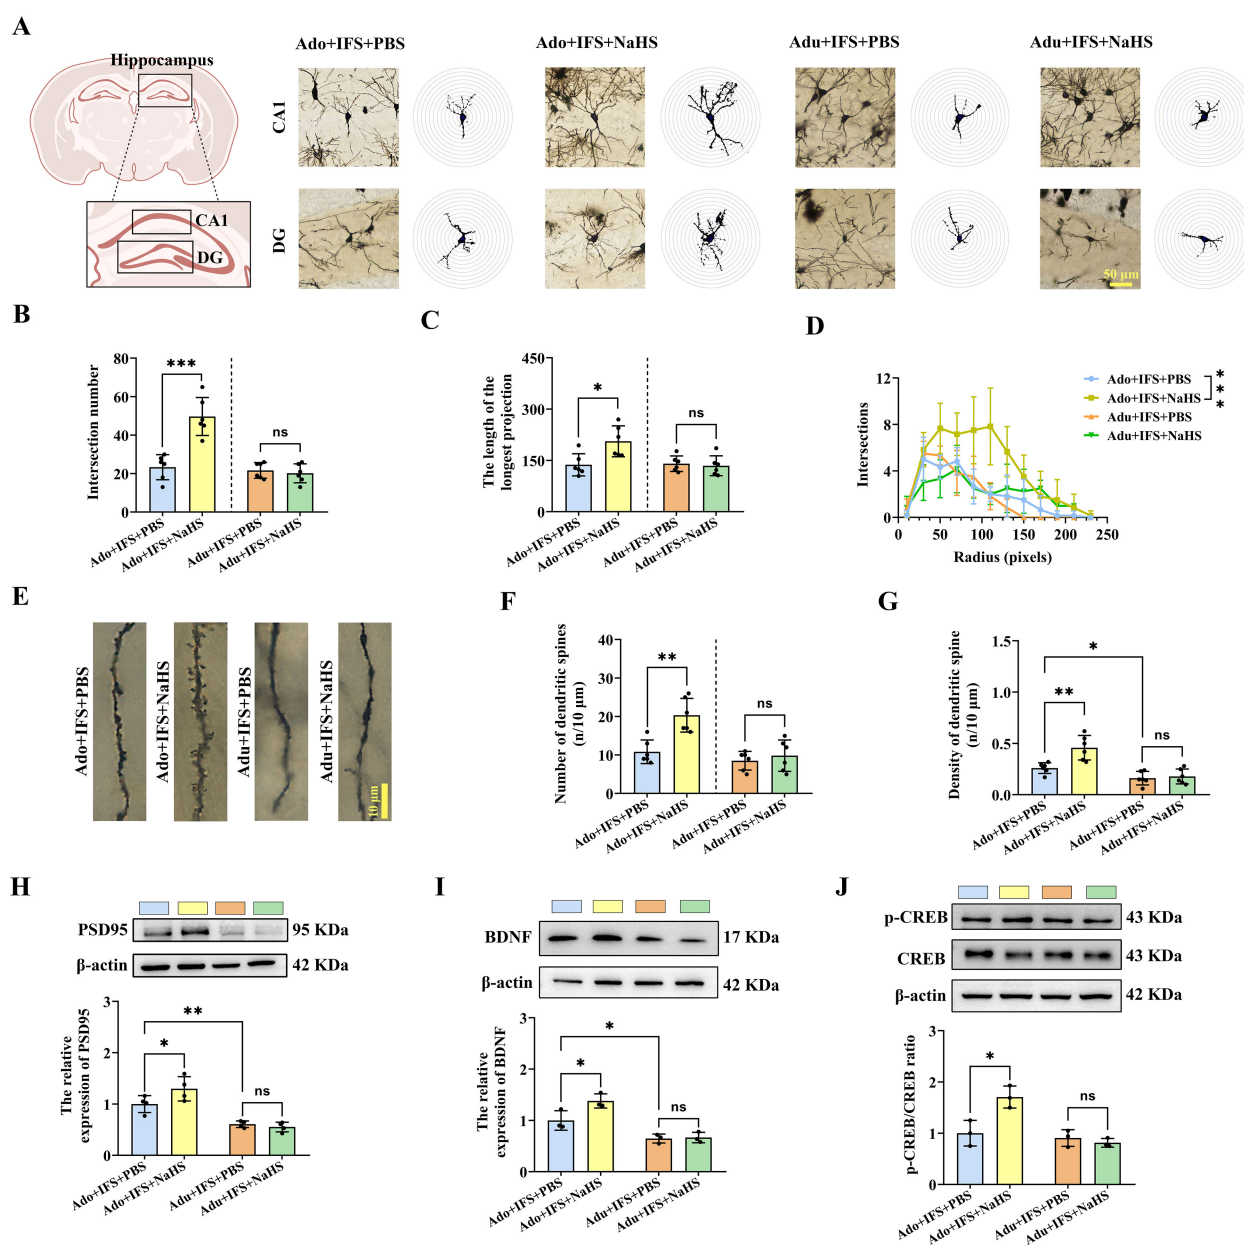 A
Hippocampus
CA1
DG
Ado+IFS+PBS
Ado+IFS+NaHS
Adu+IFS+PBS
Adu+IFS+NaHS
CA1
DG
50 μm
B
Intersection number
80
60
40
20
0
***
ns
Ado+IFS+PBS
Ado+IFS+NaHS
Adu+IFS+PBS
Adu+IFS+NaHS
C
The length of the
longest projection
450
300
150
0
*
ns
Ado+IFS+PBS
Ado+IFS+NaHS
Adu+IFS+PBS
Adu+IFS+NaHS
D
Intersections
12
8
4
0
0
50
100
150
200
250
Radius (pixels)
Ado+IFS+PBS
Ado+IFS+NaHS
Adu+IFS+PBS
Adu+IFS+NaHS
***
E
Ado+IFS+PBS
Ado+IFS+NaHS
Adu+IFS+PBS
Adu+IFS+NaHS
10 μm
F
Number of dendritic spines
(n/10 μm)
40
30
20
10
0
**
ns
Ado+IFS+PBS
Ado+IFS+NaHS
Adu+IFS+PBS
Adu+IFS+NaHS
G
Density of dendritic spine
(n/10 μm)
1.5
1.0
0.5
0.0
*
**
ns
Ado+IFS+PBS
Ado+IFS+NaHS
Adu+IFS+PBS
Adu+IFS+NaHS
H
PSD95
95 KDa
β-actin
42 KDa
The relative
expression of PSD95
3
2
1
0
**
*
ns
Ado+IFS+PBS
Ado+IFS+NaHS
Adu+IFS+PBS
Adu+IFS+NaHS
I
BDNF
17 KDa
β-actin
42 KDa
The relative
expression of BDNF
3
2
1
0
*
*
ns
Ado+IFS+PBS
Ado+IFS+NaHS
Adu+IFS+PBS
Adu+IFS+NaHS
J
p-CREB
43 KDa
CREB
43 KDa
β-actin
42 KDa
p-CREB/CREB ratio
3
2
1
0
*
ns
Ado+IFS+PBS
Ado+IFS+NaHS
Adu+IFS+PBS
Adu+IFS+NaHS